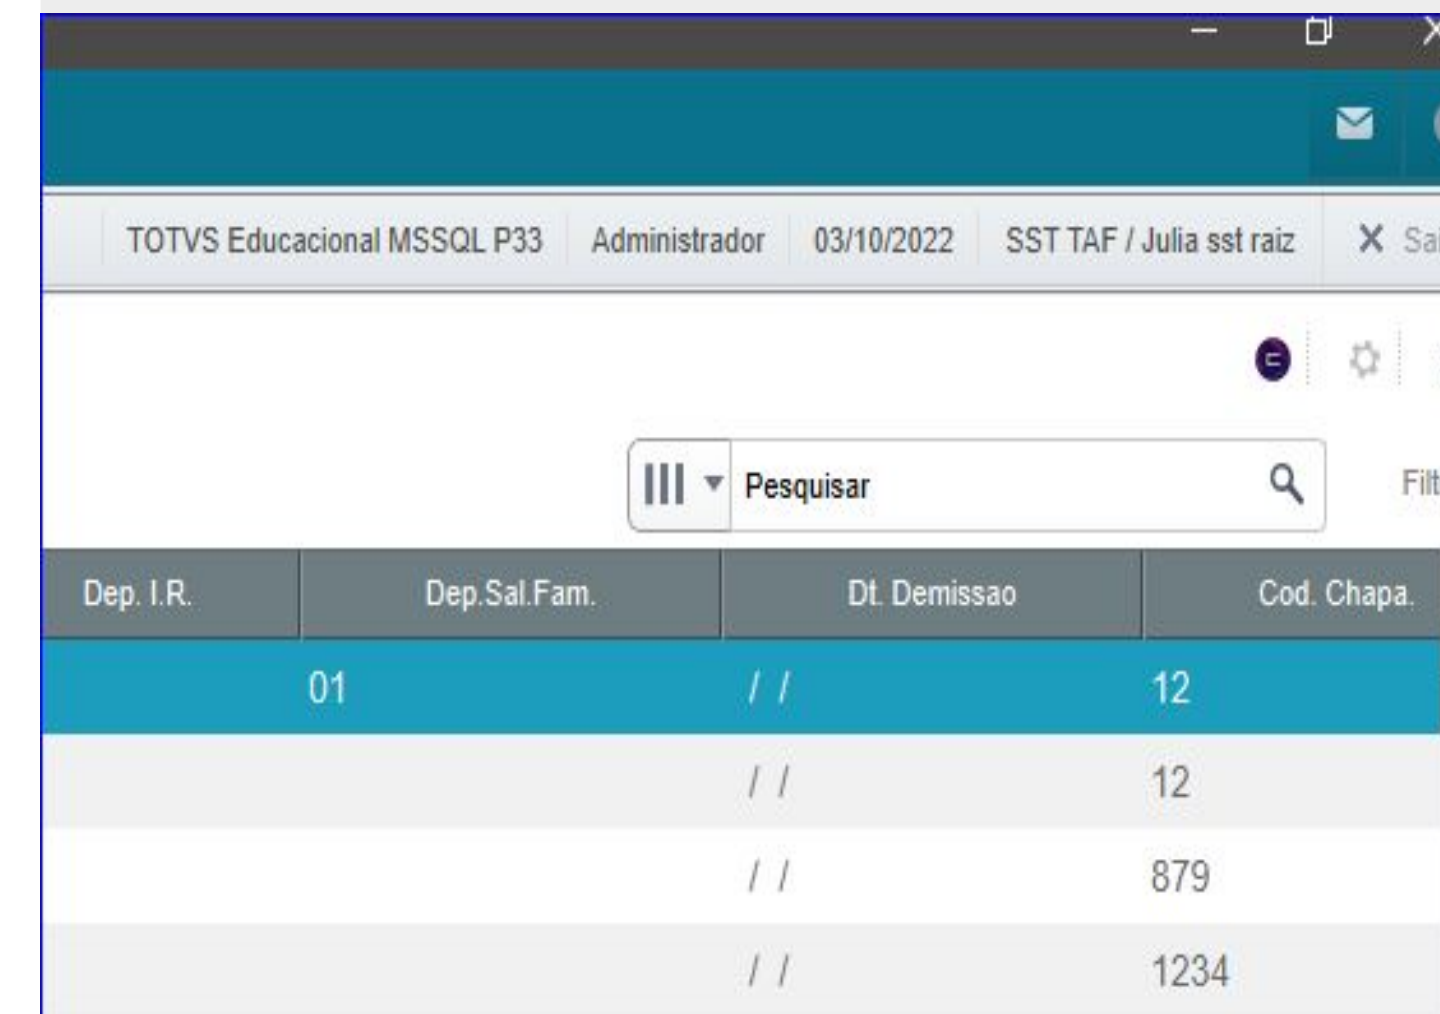 TOTVS Educacional MSSQL P33 Administrador 03/10/2022 SST TAF / Julia sst raiz
Pesquisar
Dep. I.R. Dep.Sal.Fam. Dt. Demissao Cod. Chapa.
01 / / 12
/ / 12
/ / 879
/ / 1234